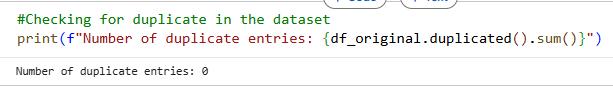 #Checking for duplicate in the dataset
print(f"Number of duplicate entries: {df_original.duplicated().sum()}")
Number of duplicate entries: 0